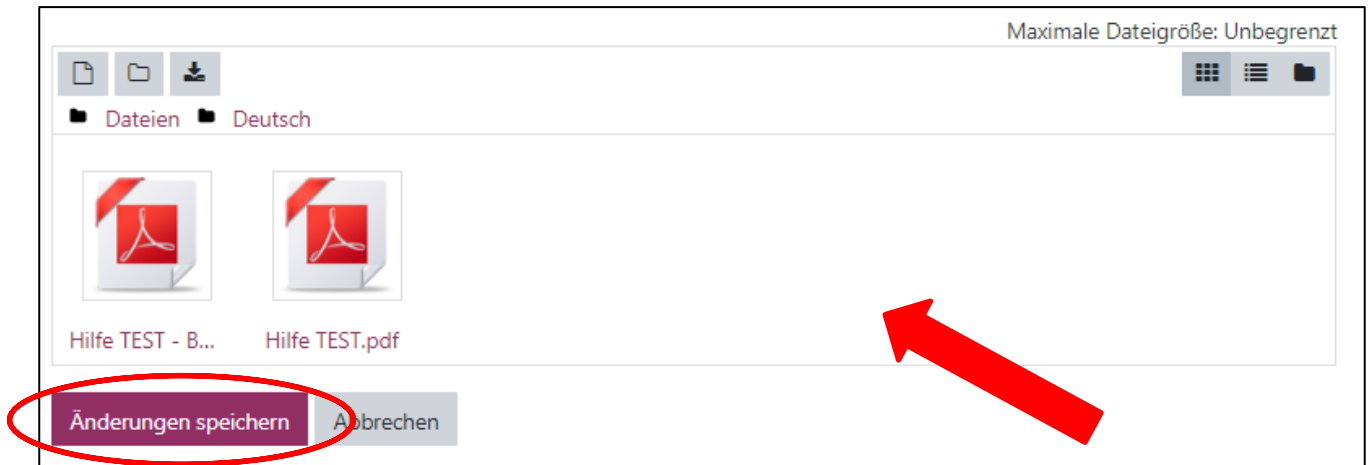 Maximale Dateigröße: Unbegrenzt
Dateien Deutsch
Hilfe TEST - B... Hilfe TEST.pdf
Änderungen speichern Abbrechen